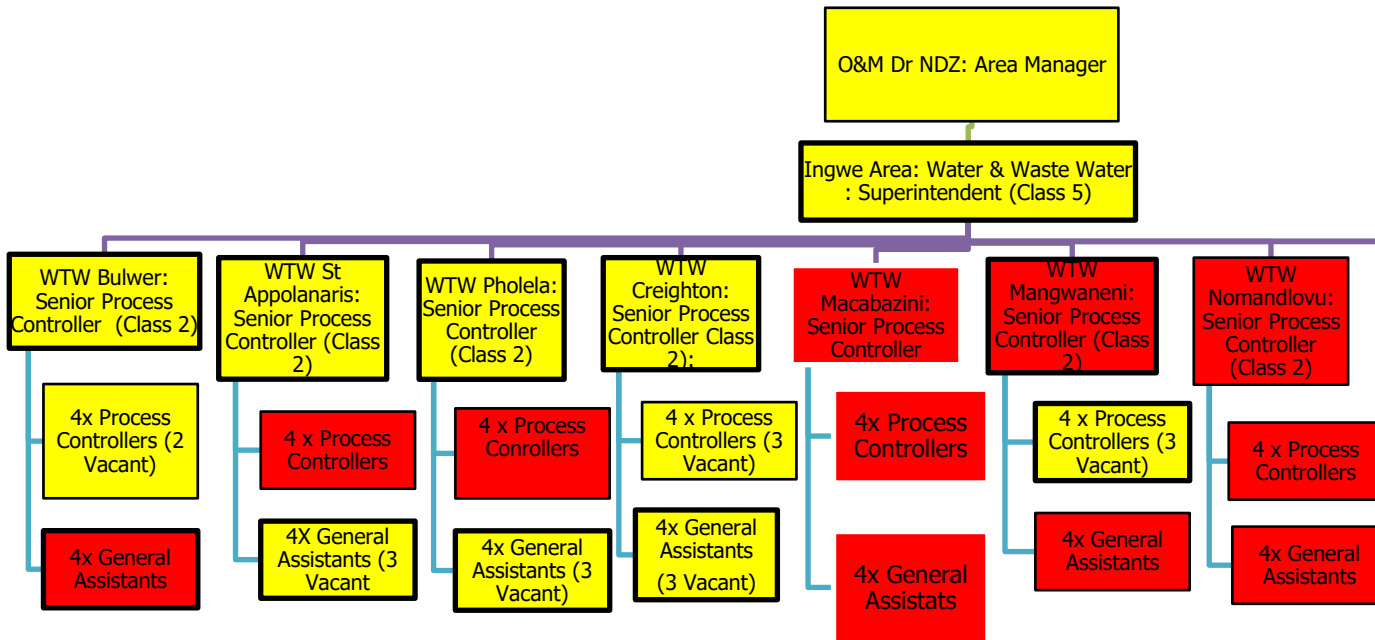 O&M Dr NDZ: Area Manager
Ingwe Area: Water & Waste Water
: Superintendent (Class 5)
WTW Bulwer:
Senior Process
Controller (Class 2)
4x Process
Controllers (2
Vacant)
4x General
Assistants
WTW St
Appolanaris:
Senior Process
Controller (Class
2)
4 x Process
Controllers
4X General
Assistants (3
Vacant
WTW Pholela:
Senior Process
Controller
(Class 2)
4 x Process
Conrollers
4x General
Assistants (3
Vacant)
WTW
Creighton:
Senior Process
Controller Class
2):
4 x Process
Controllers (3
Vacant)
4x General
Assistants
(3 Vacant)
WTW
Macabazini:
Senior Process
Controller
4x Process
Controllers
4x General
Assistats
WTW
Mangwaneni:
Senior Process
Controller (Class
2)
4 x Process
Controllers (3
Vacant)
4x General
Assistants
WTW
Nomandlovu:
Senior Process
Controller
(Class 2)
4 x Process
Controllers
4x General
Assistants